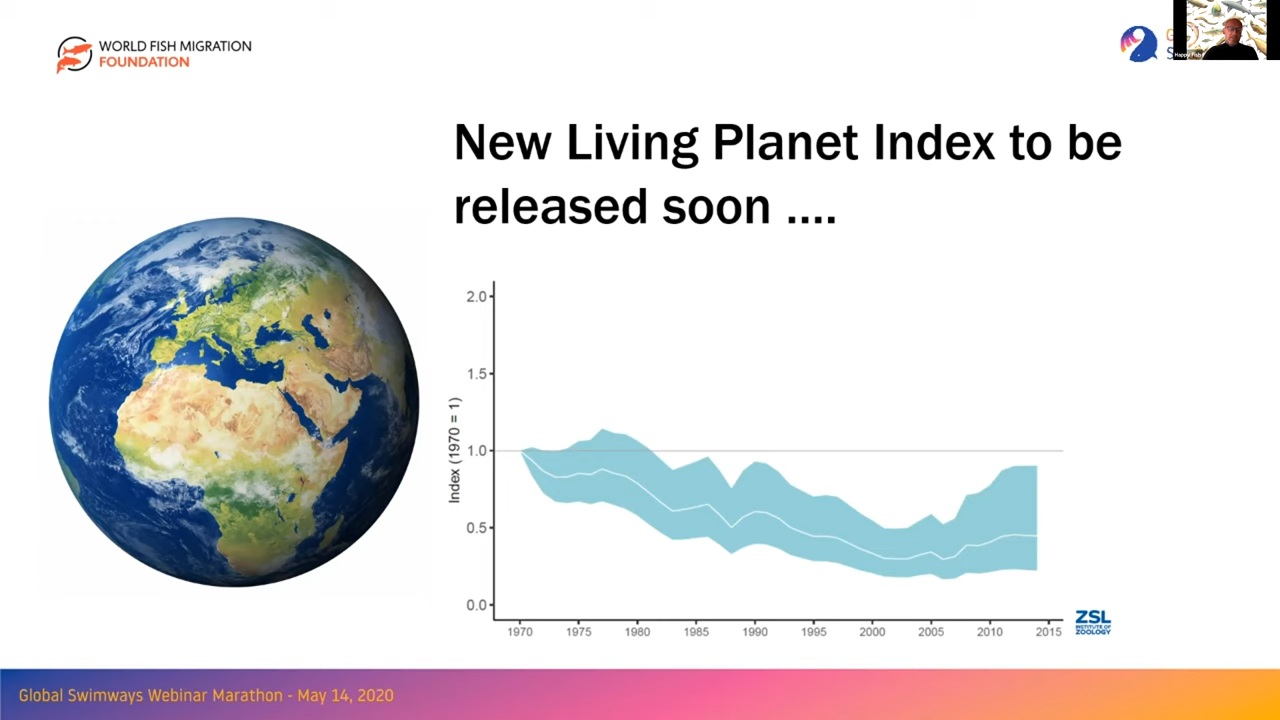 WORLD FISH MIGRATION
FOUNDATION
New Living Planet Index to be
released soon ....
2.0
1.5
1.0
0.5
0.0
Index (1970 = 1)
1970 1975 1980 1985 1990 1995 2000 2005 2010 2015
ZSL
INSTITUTE OF
ZOOLOGY
Global Swimways Webinar Marathon - May 14, 2020